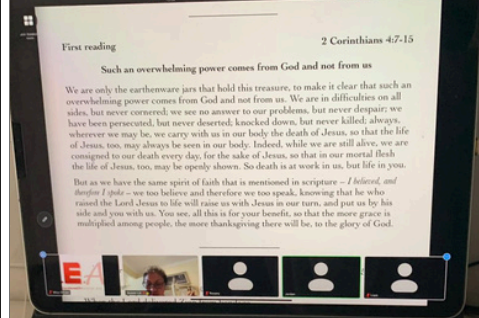 First reading
2 Corinthians 4:7-15
Such an overwhelming power comes from God and not from us
We are only the earthenware jars that hold this treasure, to make it clear that such an
overwhelming power comes from God and not from us. We are in difficulties on all
sides, but never cornered; we see no answer to our problems, but never despair; we
have been persecuted, but never deserted; knocked down, but never killed; always,
wherever we may be, we carry with us in our body the death of Jesus, so that the life
of Jesus, too, may always be seen in our body. Indeed, while we are still alive, we are
consigned to our death every day, for the sake of Jesus, so that in our mortal flesh
the life of Jesus, too, may be openly shown. So death is at work in us, but life in you.
But as we have the same spirit of faith that is mentioned in scripture – I believed, and
therefore I spoke – we too believe and therefore we too speak, knowing that he who
raised the Lord Jesus to life will raise us with Jesus in our turn, and put us by his
side and you with us. You see, all this is for your benefit, so that the more grace is
multiplied among people, the more thanksgiving there will be, to the glory of God.